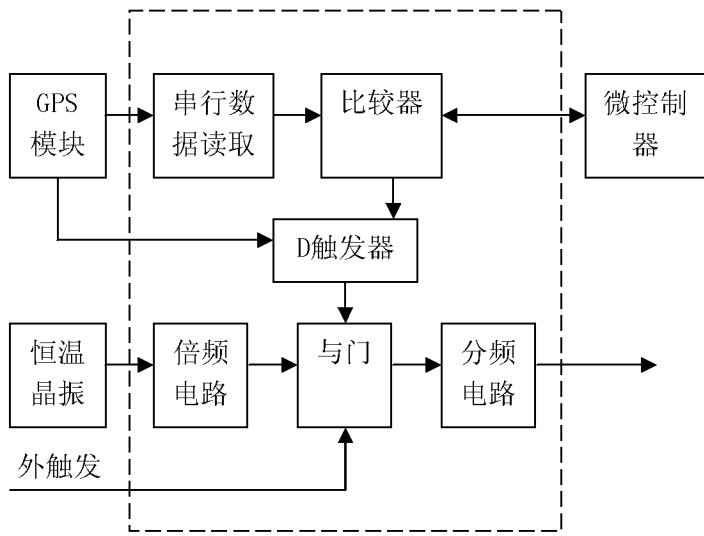 GPS
模块
串行数
据读取
比较器
微控制
器
D触发器
恒温
晶振
倍频
电路
与门
分频
电路
外触发